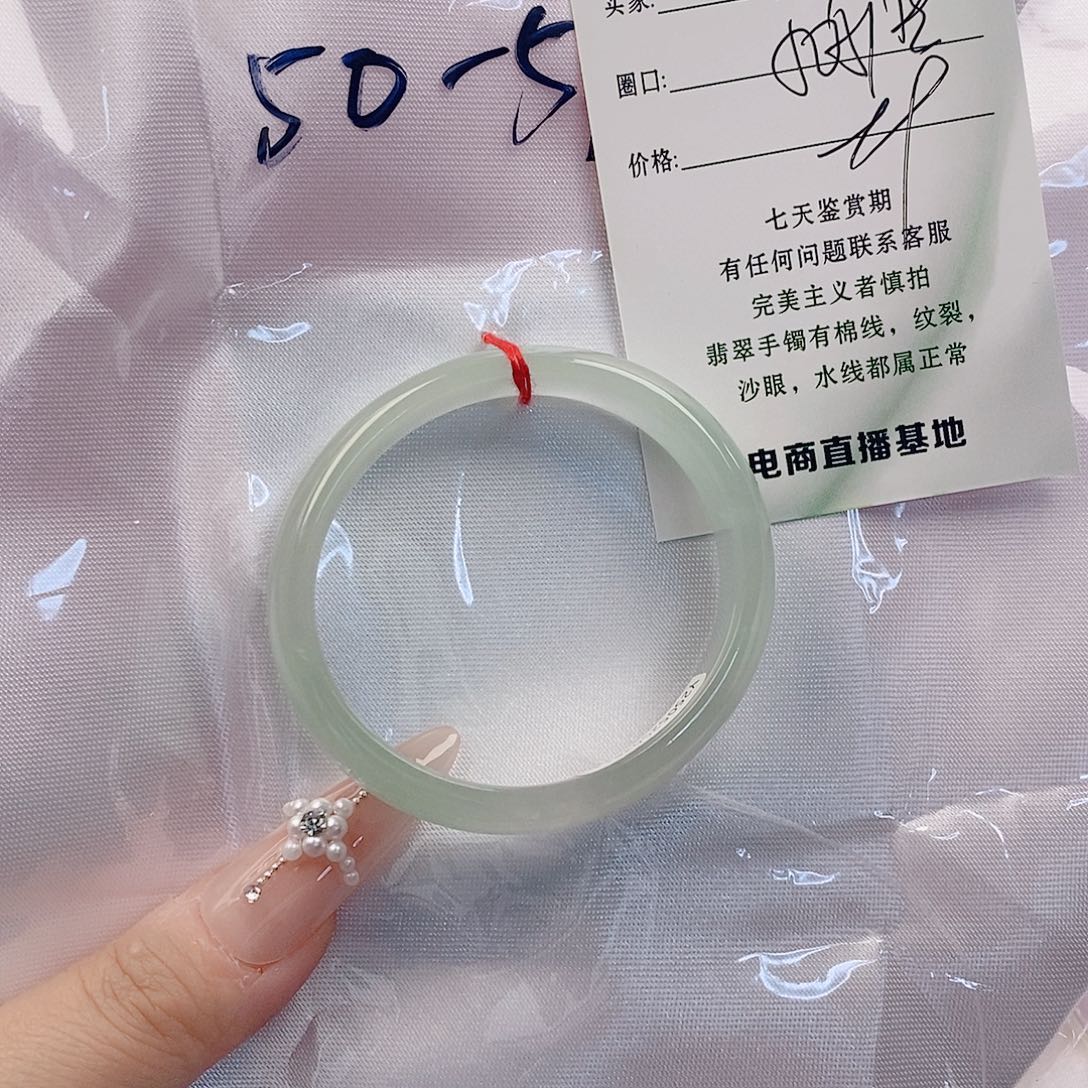 50-5
买家:
圈口:
价格:
七天鉴赏期
有任何问题联系客服
完美主义者慎拍
翡翠手镯有棉线，纹裂，
沙眼，水线都属正常
电商直播基地